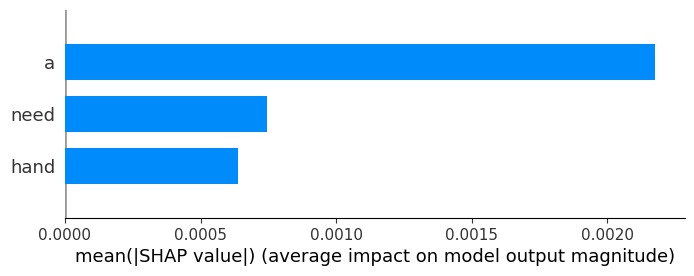 a
need
hand
0.0000 0.0005 0.0010 0.0015 0.0020
mean(|SHAP value|) (average impact on model output magnitude)